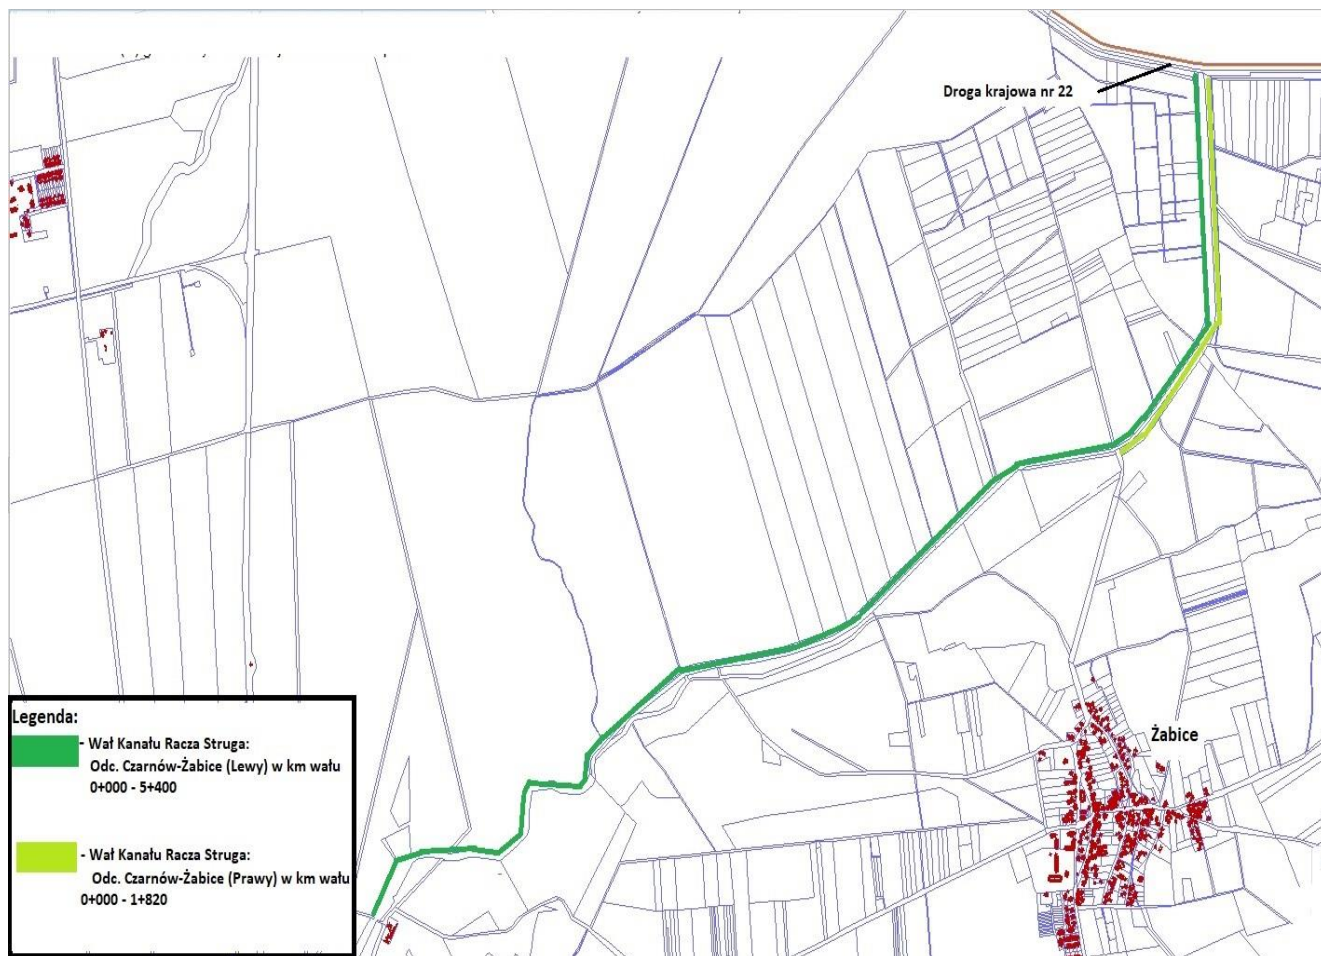 Droga krajowa nr 22
Żabice
Legenda:
- Wał Kanału Racza Struga:
Odc. Czarnów-Żabice (Lewy) w km wału
0+000 - 5+400
- Wał Kanału Racza Struga:
Odc. Czarnów-Żabice (Prawy) w km wału
0+000 - 1+820